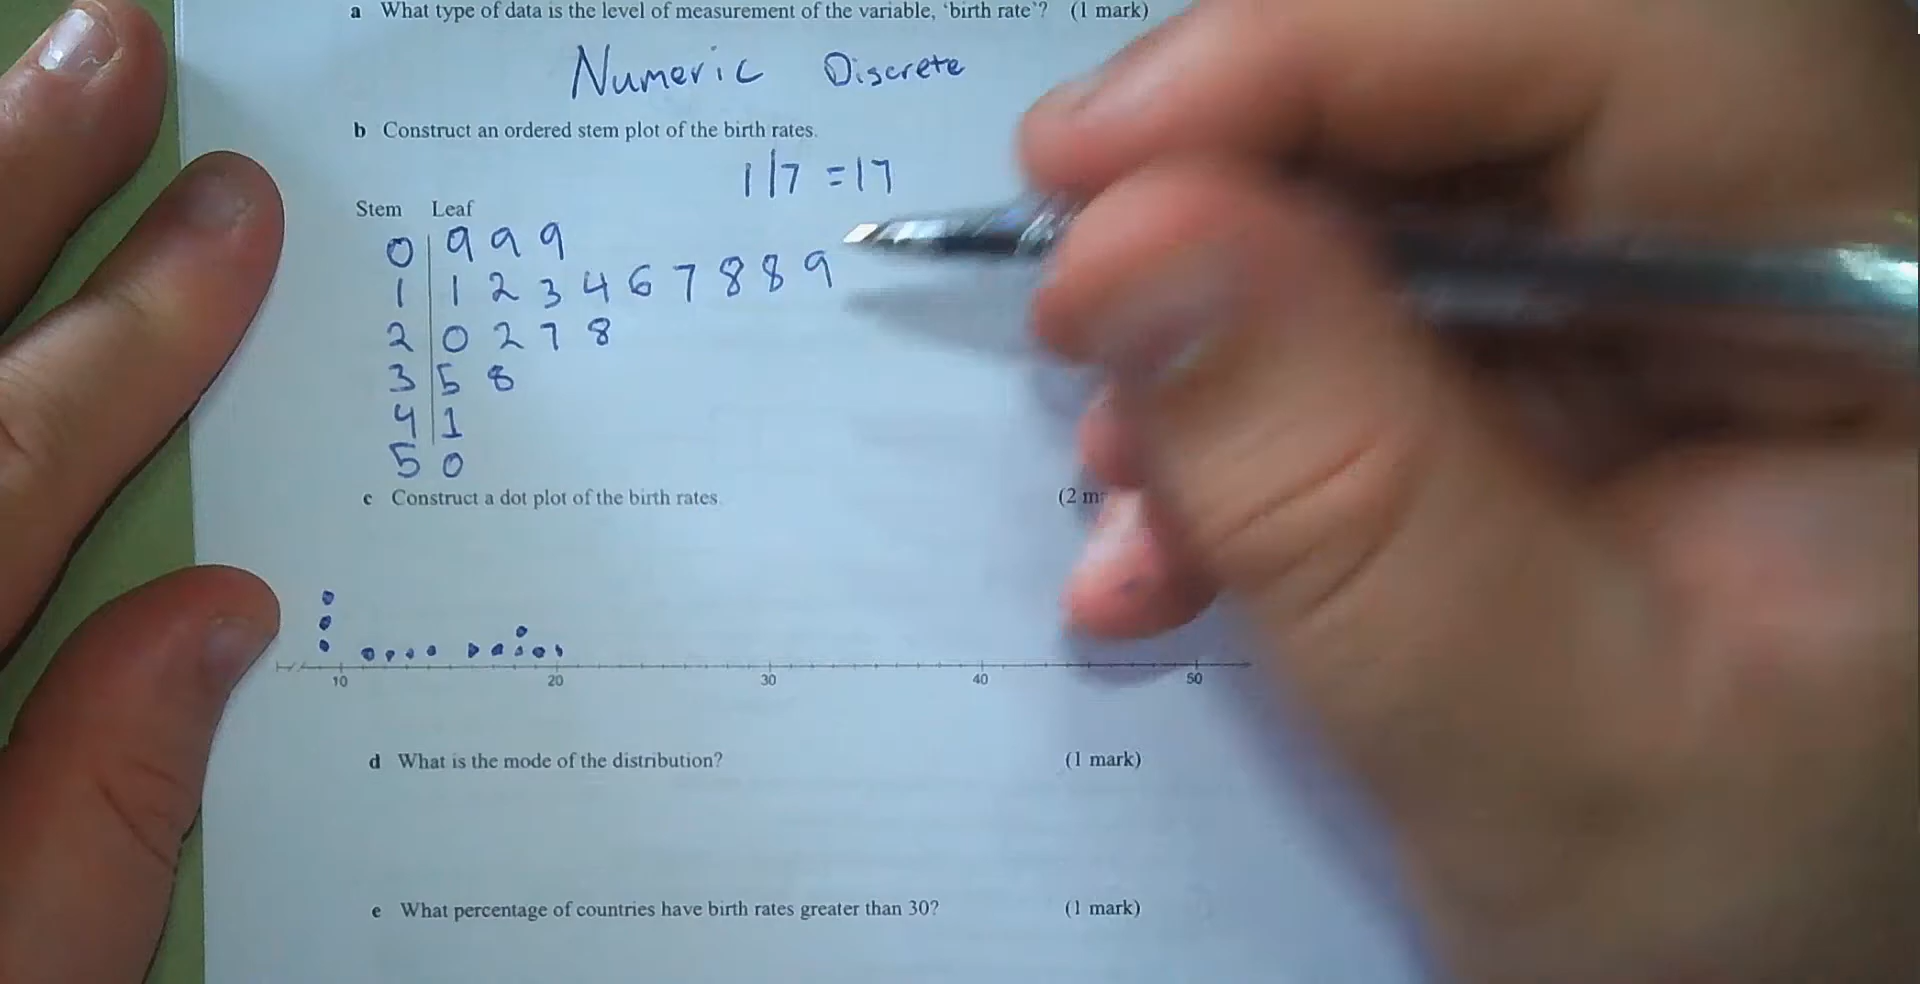 a What type of data is the level of measurement of the variable, ‘birth rate’? (1 mark)
Numeric Discrete
b Construct an ordered stem plot of the birth rates.
1|7 = 17
Stem Leaf
0 | 9 9 9
1 | 1 2 3 4 6 7 8 8 9
2 | 0 2 7 8
3 | 5 8
4 | 1
5 0
c Construct a dot plot of the birth rates. (2
10 20 30 40 50
d What is the mode of the distribution? (1 mark)
e What percentage of countries have birth rates greater than 30? (1 mark)